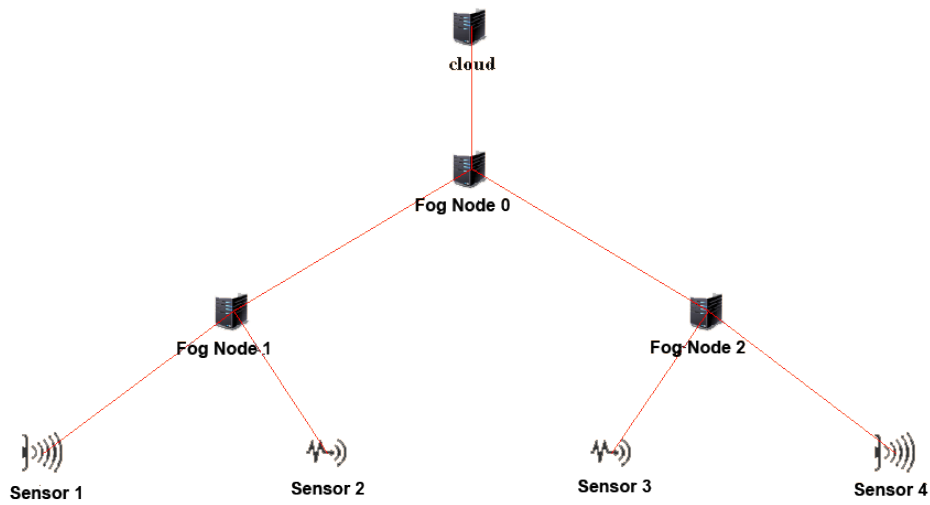 cloud
Fog Node 0
Fog Node 1
Fog Node 2
Sensor 1
Sensor 2
Sensor 3
Sensor 4